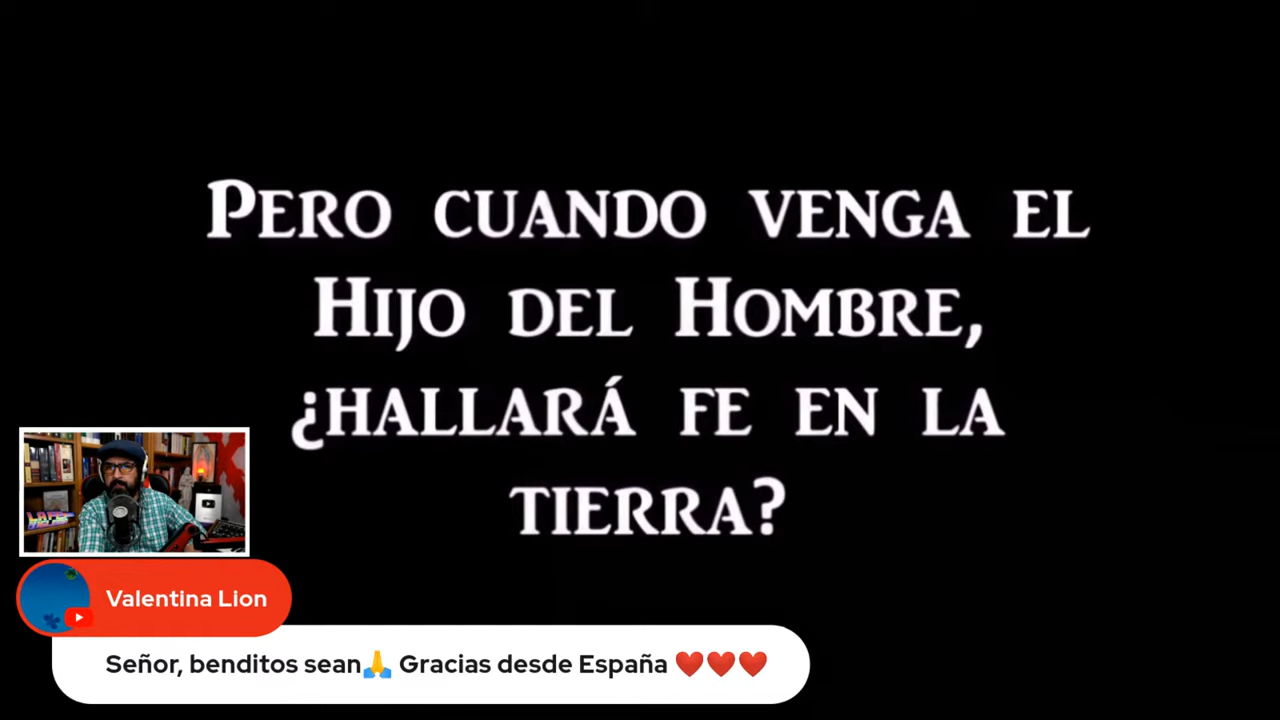 Pero cuando venga el
Hijo del Hombre,
¿hallará fe en la
tierra?
Valentina Lion
Señor, benditos sean🙏 Gracias desde España ❤️❤️❤️